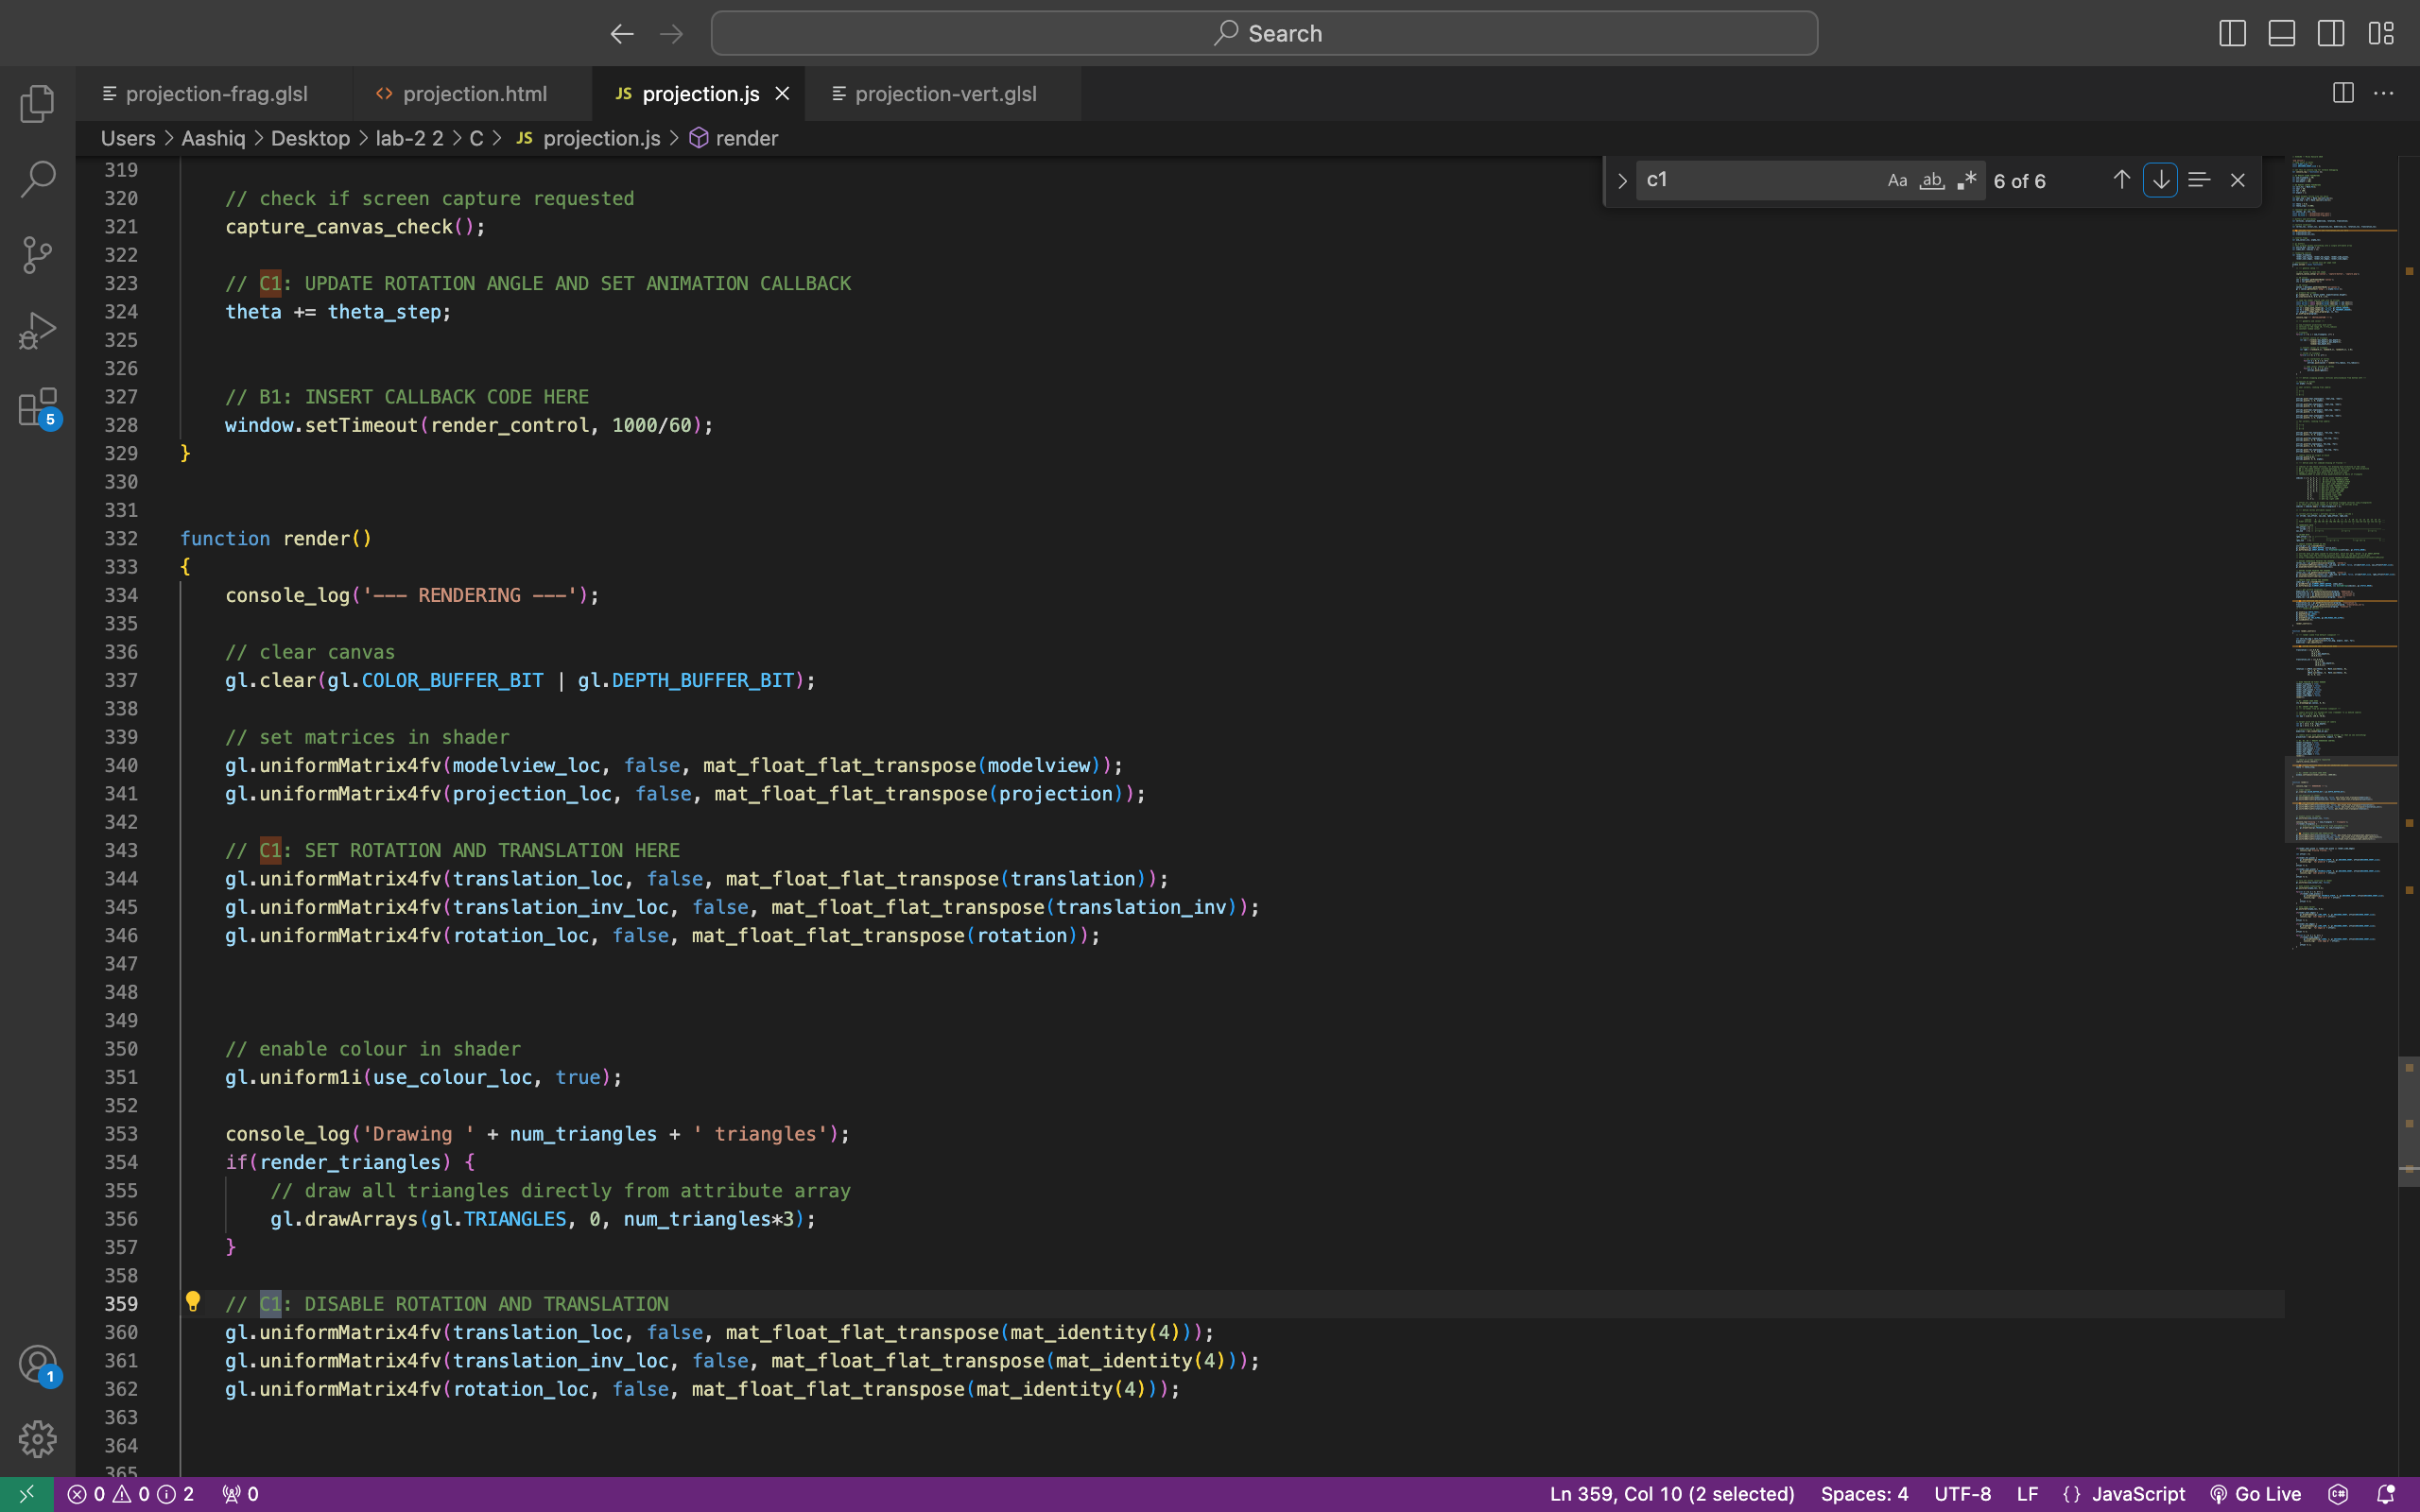 Search
projection-frag.glsl
projection.html
JS projection.js
projection-vert.glsl
Users > Aashiq > Desktop > lab-2 2 > C > JS projection.js > render
c1
Aa ab .* 6 of 6
319
320 // check if screen capture requested
321 capture_canvas_check();
322
323 // C1: UPDATE ROTATION ANGLE AND SET ANIMATION CALLBACK
324 theta += theta_step;
325
326
327 // B1: INSERT CALLBACK CODE HERE
328 window.setTimeout(render_control, 1000/60);
329 }
330
331
332 function render()
333 {
334 console_log('--- RENDERING ---');
335
336 // clear canvas
337 gl.clear(gl.COLOR_BUFFER_BIT | gl.DEPTH_BUFFER_BIT);
338
339 // set matrices in shader
340 gl.uniformMatrix4fv(modelview_loc, false, mat_float_flat_transpose(modelview));
341 gl.uniformMatrix4fv(projection_loc, false, mat_float_flat_transpose(projection));
342
343 // C1: SET ROTATION AND TRANSLATION HERE
344 gl.uniformMatrix4fv(translation_loc, false, mat_float_flat_transpose(translation));
345 gl.uniformMatrix4fv(translation_inv_loc, false, mat_float_flat_transpose(translation_inv));
346 gl.uniformMatrix4fv(rotation_loc, false, mat_float_flat_transpose(rotation));
347
348
349
350 // enable colour in shader
351 gl.uniform1i(use_colour_loc, true);
352
353 console_log('Drawing ' + num_triangles + ' triangles');
354 if(render_triangles) {
355 // draw all triangles directly from attribute array
356 gl.drawArrays(gl.TRIANGLES, 0, num_triangles*3);
357 }
358
359 // C1: DISABLE ROTATION AND TRANSLATION
360 gl.uniformMatrix4fv(translation_loc, false, mat_float_flat_transpose(mat_identity(4)));
361 gl.uniformMatrix4fv(translation_inv_loc, false, mat_float_flat_transpose(mat_identity(4)));
362 gl.uniformMatrix4fv(rotation_loc, false, mat_float_flat_transpose(mat_identity(4)));
363
364
365
5
1
0 0 2 0
Ln 359, Col 10 (2 selected) Spaces: 4 UTF-8 LF {} JavaScript Go Live